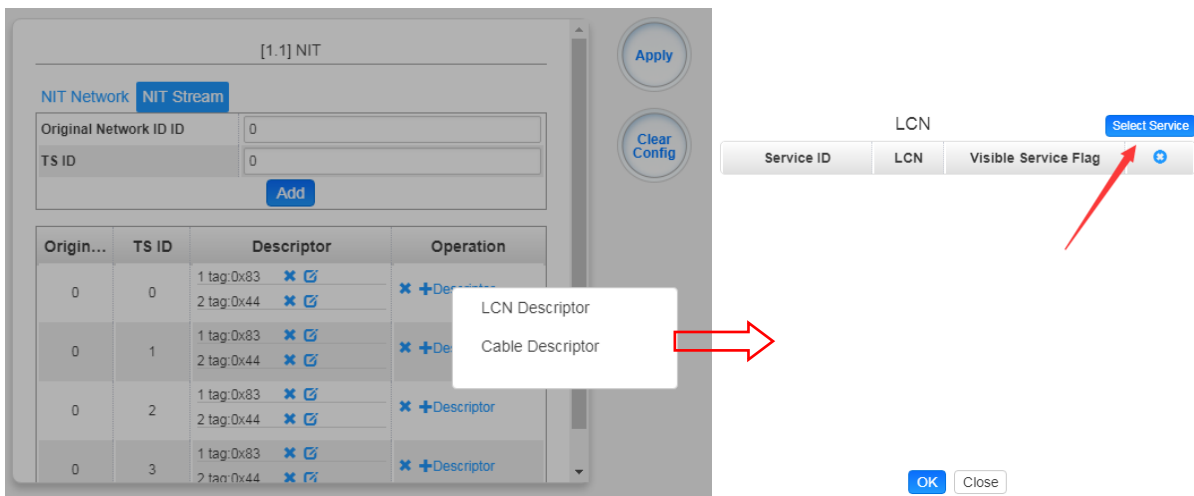 [1.1] NIT
NIT Network NIT Stream
Original Network ID ID 0
TS ID 0
Add
Origin... TS ID Descriptor Operation
0 0 1 tag:0x83 2 tag:0x44
0 1 1 tag:0x83 2 tag:0x44
0 2 1 tag:0x83 2 tag:0x44 Descriptor
0 3 1 tag:0x83 2 tag:0x44 Descriptor
LCN Descriptor
Cable Descriptor
Apply
Clear
Config
LCN Select Service
Service ID LCN Visible Service Flag
OK Close